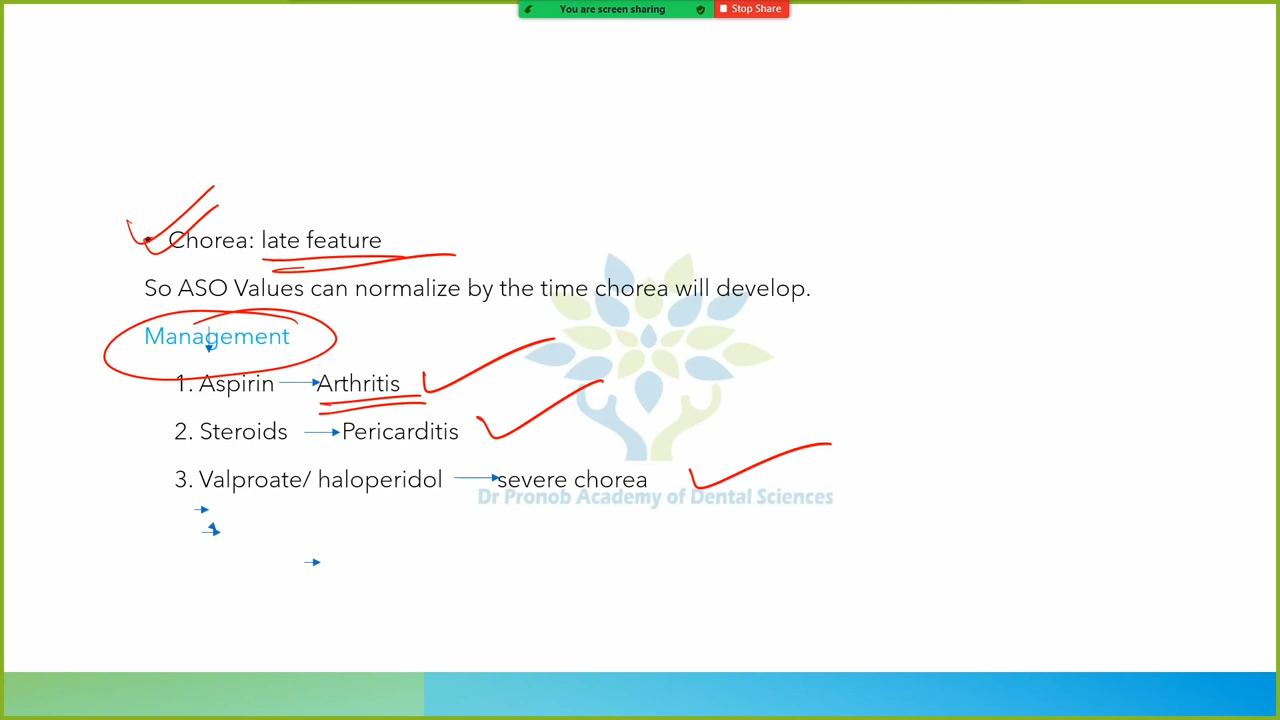 You are screen sharing Stop Share
• Chorea: late feature
So ASO Values can normalize by the time chorea will develop.
Management
1. Aspirin → Arthritis
2. Steroids → Pericarditis
3. Valproate/ haloperidol → severe chorea
Dr Pronob Academy of Dental Sciences